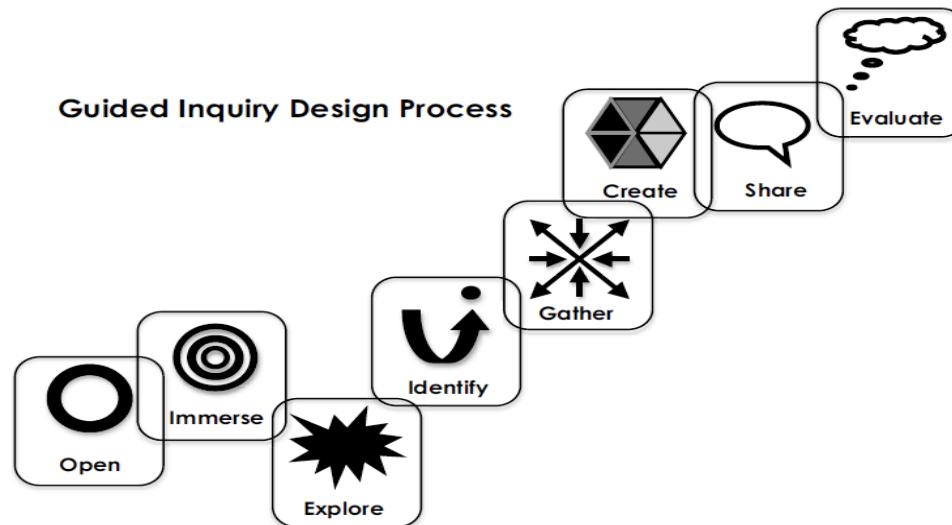 Guided Inquiry Design Process
Open
Immerse
Explore
Identify
Gather
Create
Share
Evaluate